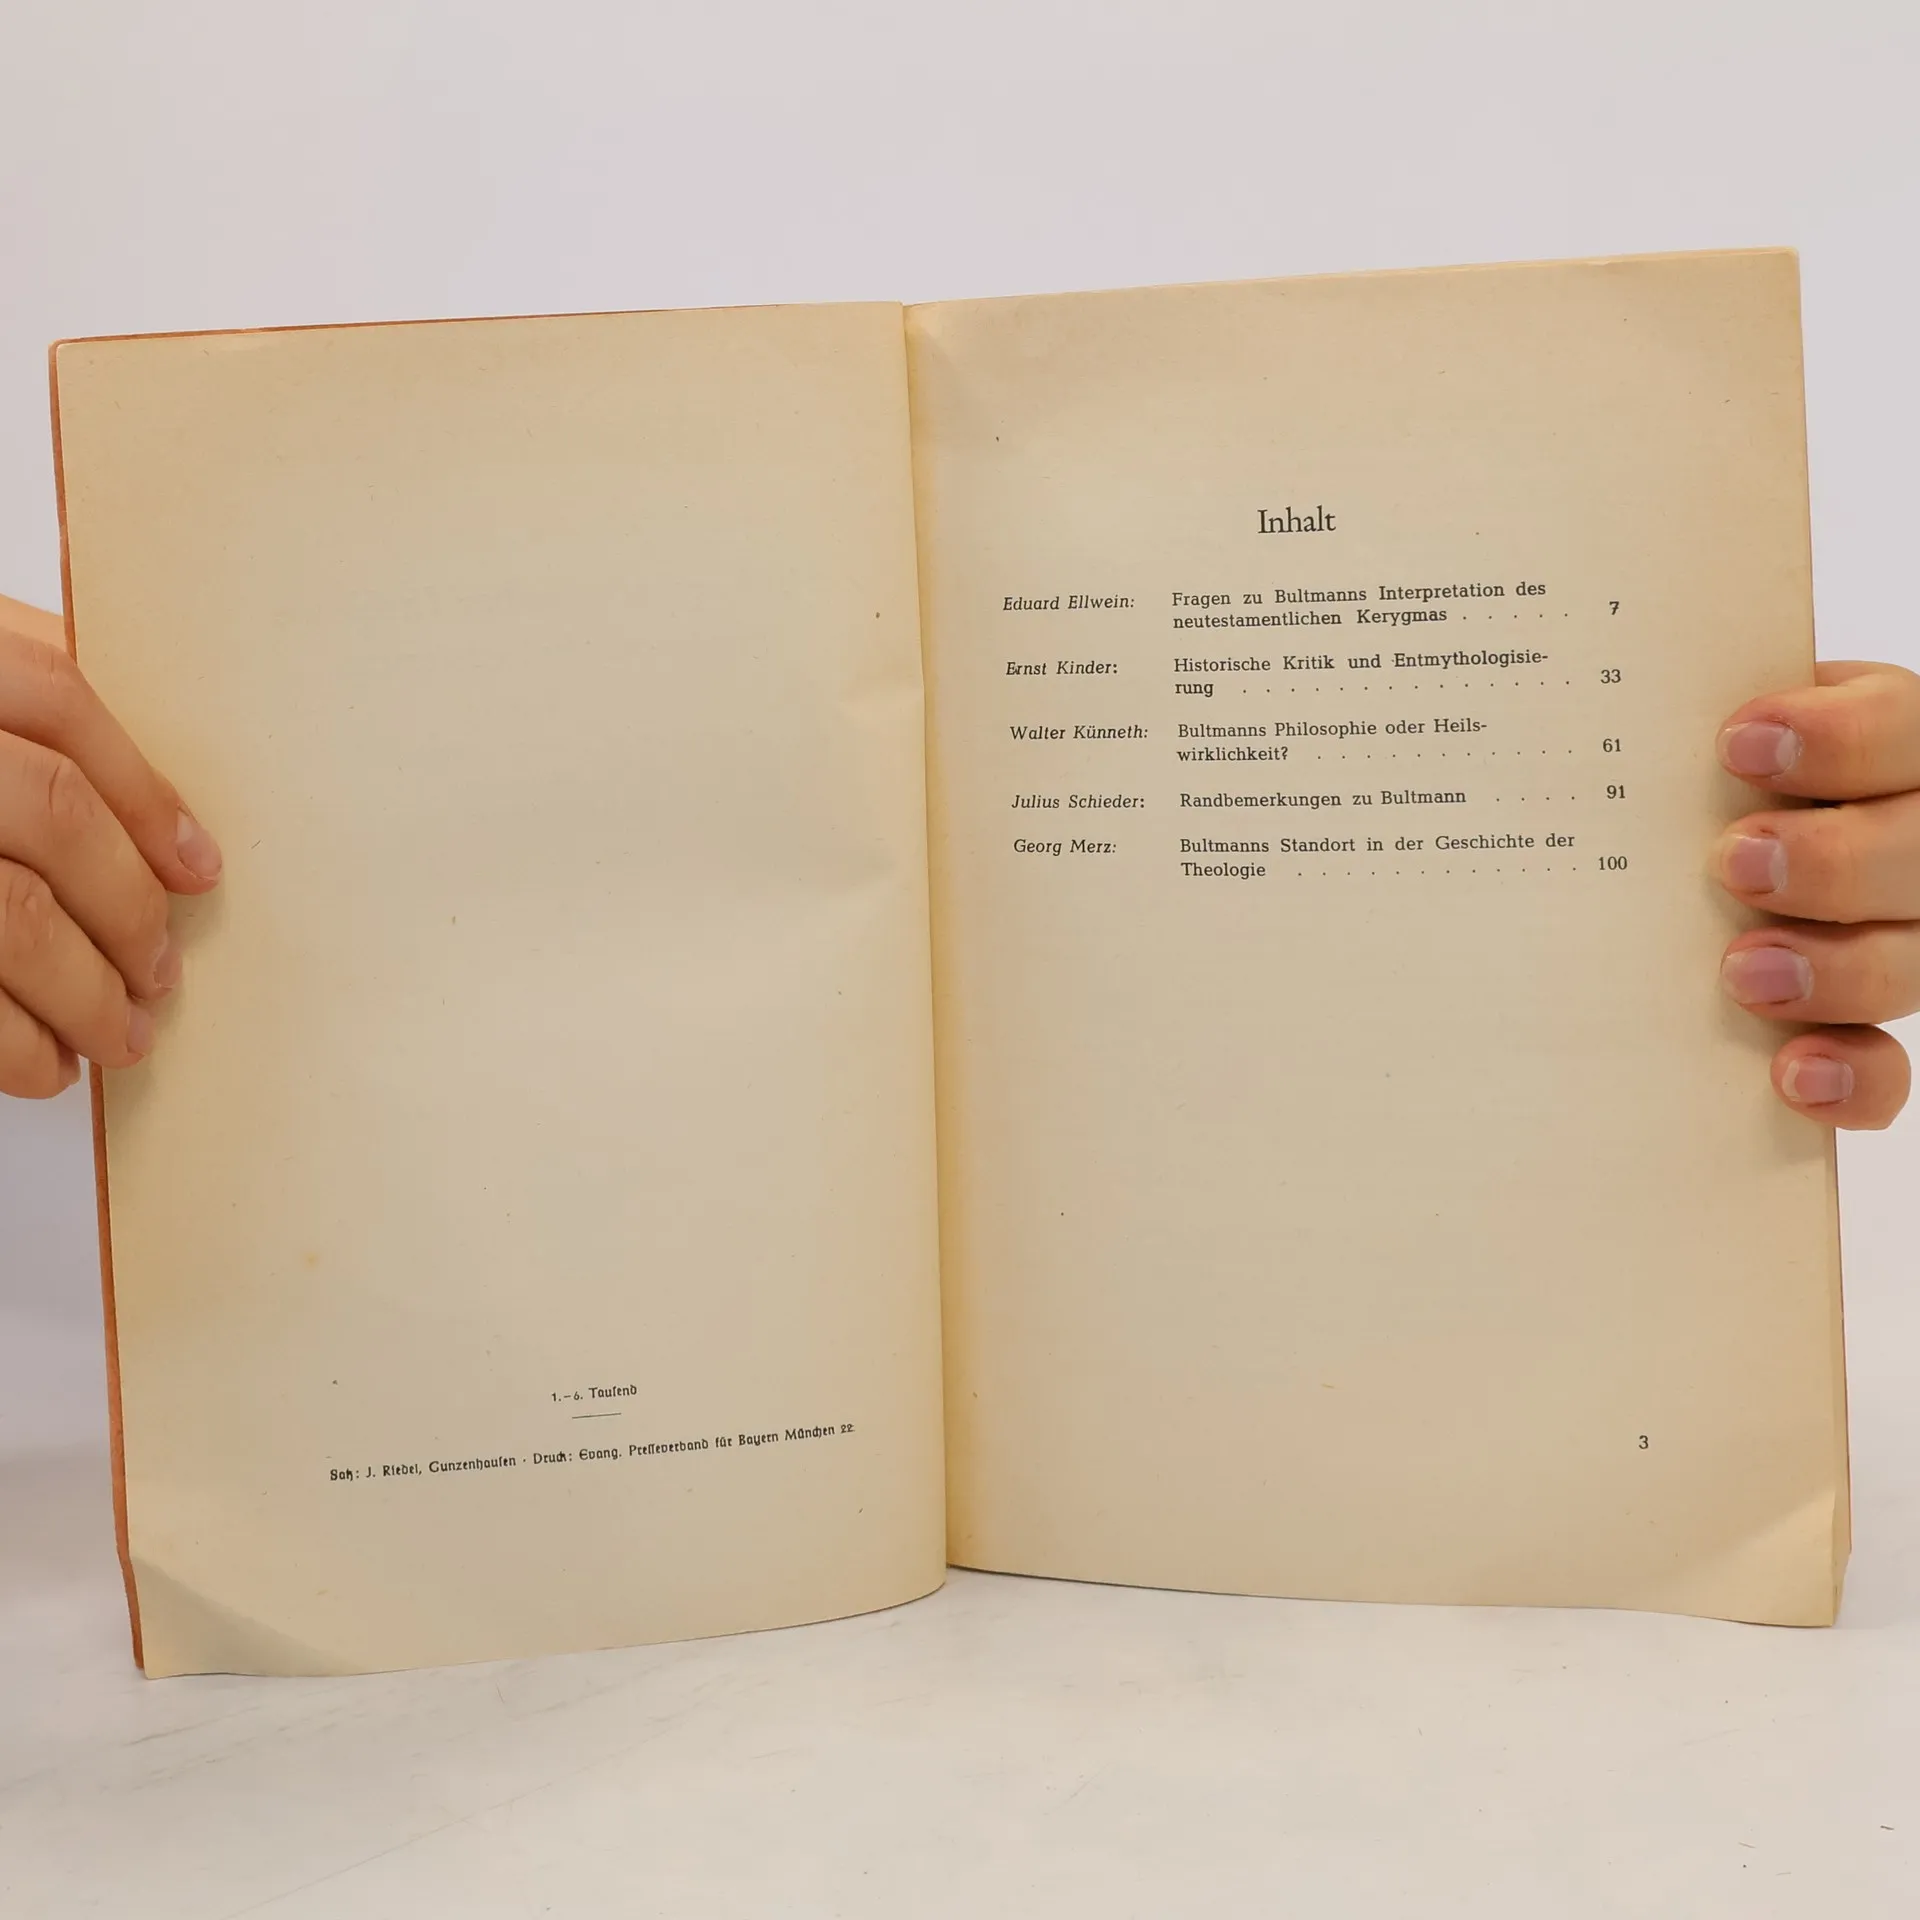 1.–6. Tauſend
Satz: J. Riedel, Gunzenhauſen · Druck: Evang. Preſſeverband für Bayern München 22
Inhalt
Eduard Ellwein: Fragen zu Bultmanns Interpretation des
neutestamentlichen Kerygmas . . . . . 7
Ernst Kinder: Historische Kritik und Entmythologisie-
rung . . . . . . . . . . . . . . 33
Walter Künneth: Bultmanns Philosophie oder Heils-
wirklichkeit? . . . . . . . . . . . 61
Julius Schieder: Randbemerkungen zu Bultmann . . . . 91
Georg Merz: Bultmanns Standort in der Geschichte der
Theologie . . . . . . . . . . . . 100
3